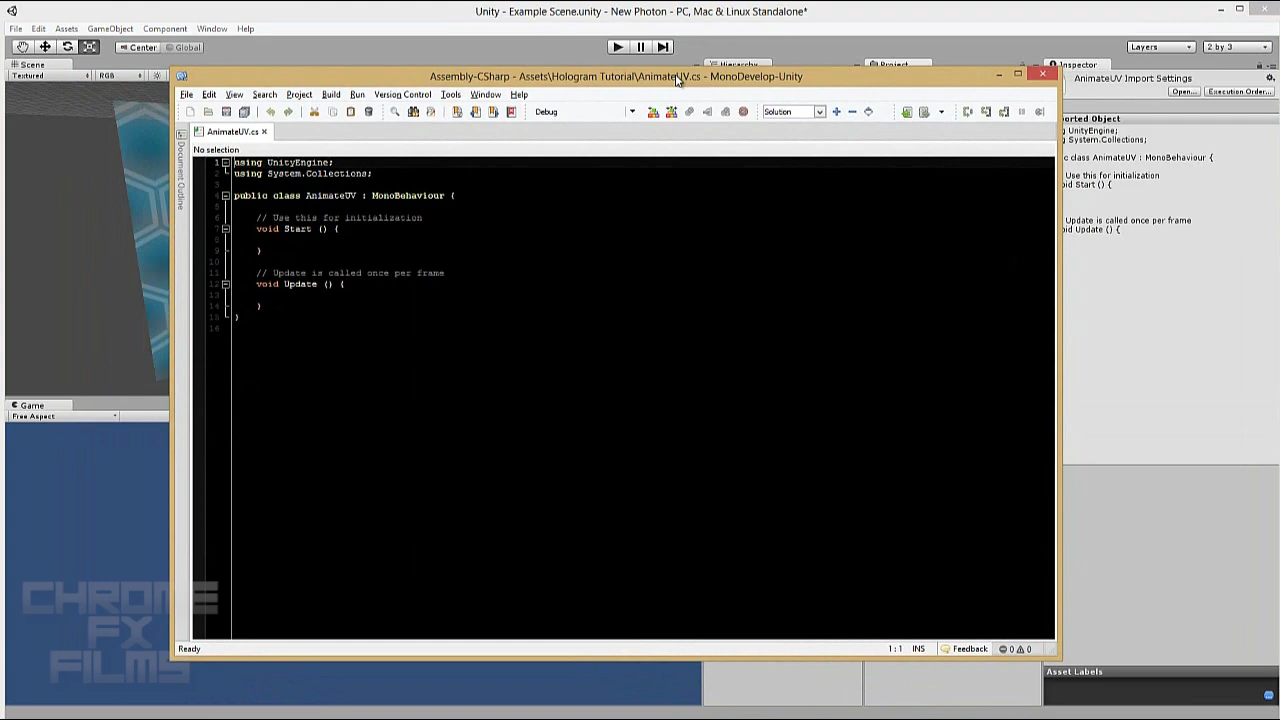 Unity - Example Scene.unity - New Photon - PC, Mac & Linux Standalone*
File Edit Assets GameObject Component Window Help
Center Global Layers 2 by 3
Scene Hierarchy Project Inspector
Textured RGB
AnimateUV Import Settings
Open... Execution Order...
Assembly-CSharp - Assets\Hologram Tutorial\AnimateUV.cs - MonoDevelop-Unity
File Edit View Search Project Build Run Version Control Tools Window Help
Debug Solution
AnimateUV.cs
No selection
Document Outline
1 using UnityEngine;
2 using System.Collections;
3
4 public class AnimateUV : MonoBehaviour {
5
6 // Use this for initialization
7 void Start () {
8
9 }
10
11 // Update is called once per frame
12 void Update () {
13
14 }
15 }
16
orted Object
UnityEngine;
System.Collections;
c class AnimateUV : MonoBehaviour {
Use this for initialization
oid Start () {
Update is called once per frame
oid Update () {
Game
Free Aspect
CHROME
FX
FILMS
Ready 1 : 1 INS Feedback 0 0
Asset Labels